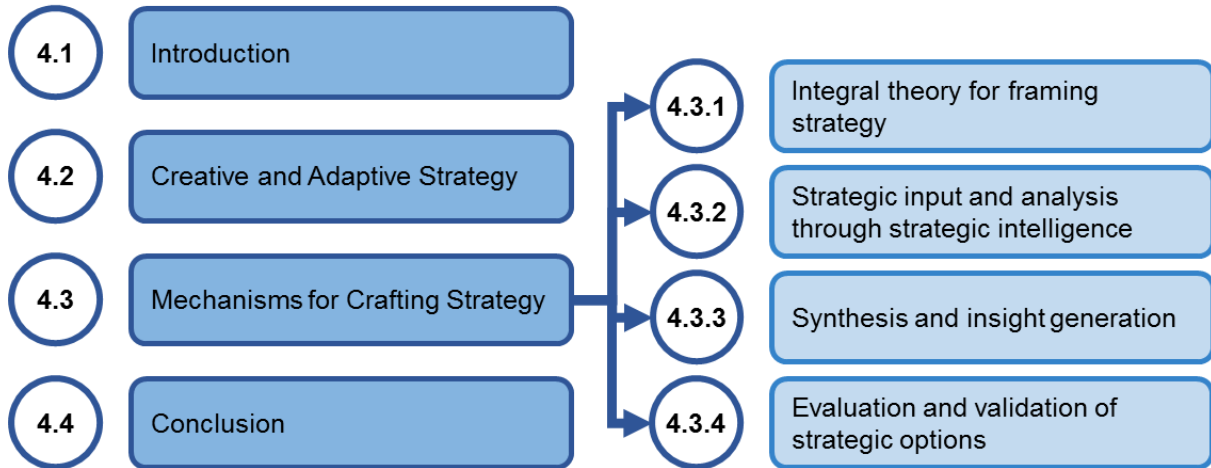 4.1
Introduction
4.2
Creative and Adaptive Strategy
4.3
Mechanisms for Crafting Strategy
4.4
Conclusion
4.3.1
Integral theory for framing
strategy
4.3.2
Strategic input and analysis
through strategic intelligence
4.3.3
Synthesis and insight generation
4.3.4
Evaluation and validation of
strategic options